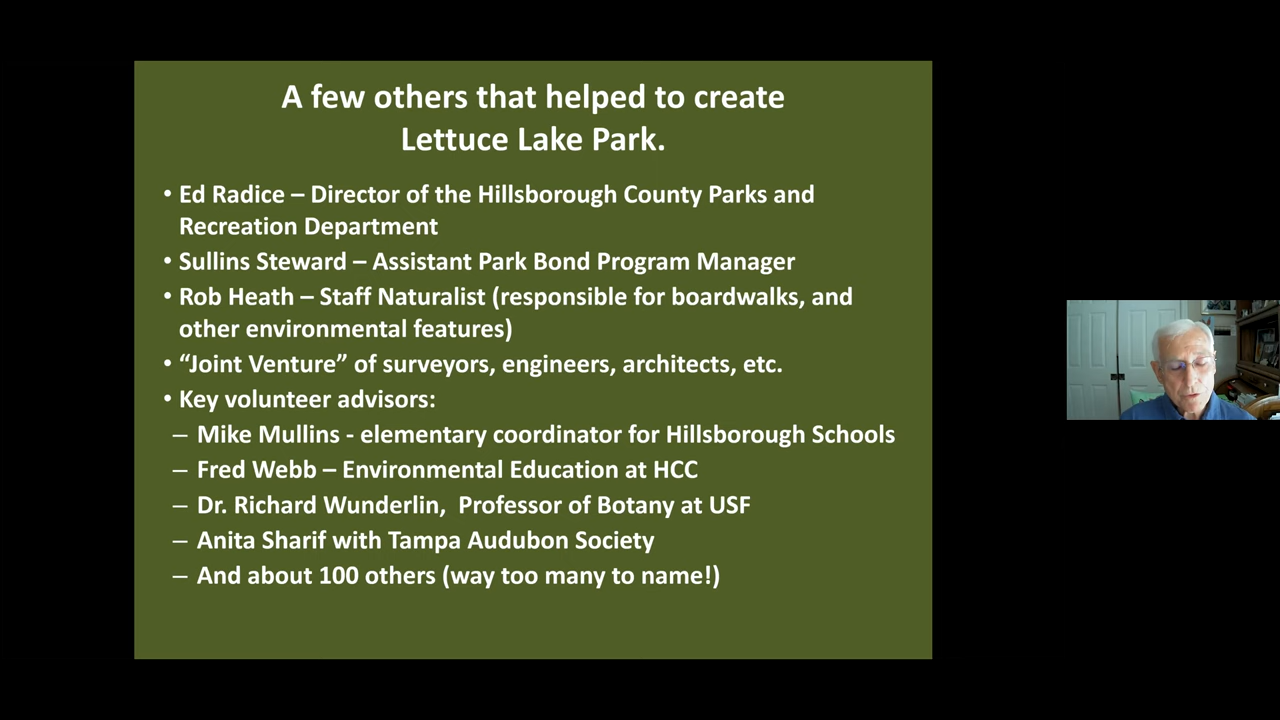 A few others that helped to create
Lettuce Lake Park.
• Ed Radice – Director of the Hillsborough County Parks and
Recreation Department
• Sullins Steward – Assistant Park Bond Program Manager
• Rob Heath – Staff Naturalist (responsible for boardwalks, and
other environmental features)
• “Joint Venture” of surveyors, engineers, architects, etc.
• Key volunteer advisors:
– Mike Mullins - elementary coordinator for Hillsborough Schools
– Fred Webb – Environmental Education at HCC
– Dr. Richard Wunderlin,  Professor of Botany at USF
– Anita Sharif with Tampa Audubon Society
– And about 100 others (way too many to name!)